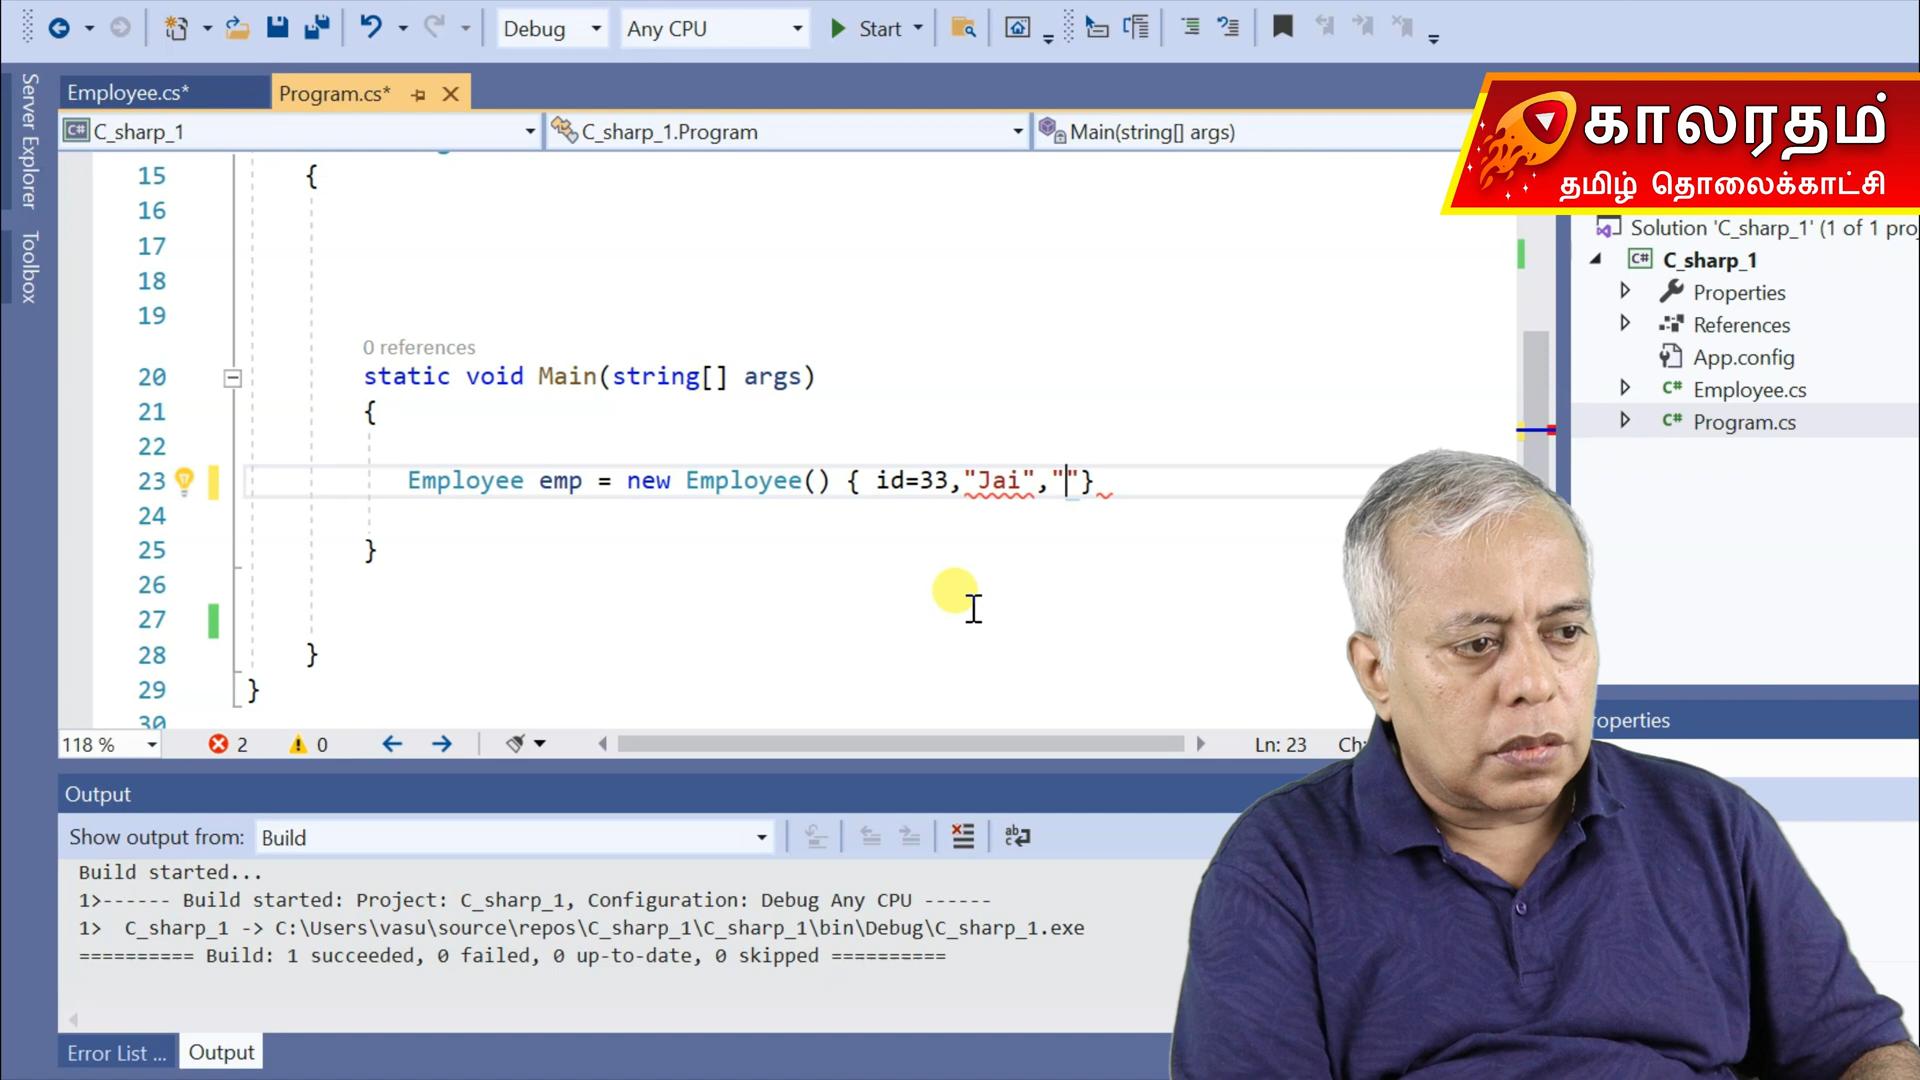 Debug
Any CPU
Start
Server Explorer
Toolbox
Employee.cs*
Program.cs*
C# C_sharp_1
C_sharp_1.Program
Main(string[] args)
காலரதம்
தமிழ் தொலைக்காட்சி
15 {
16
17
18
19
0 references
20 static void Main(string[] args)
21 {
22
23 Employee emp = new Employee() { id=33,"Jai",""}
24
25 }
26
27
28 }
29 }
30
Solution 'C_sharp_1' (1 of 1 proj
C# C_sharp_1
Properties
References
App.config
C# Employee.cs
C# Program.cs
118 %
2
0
Ln: 23
Ch:
roperties
Output
Show output from: Build
Build started...
1>------ Build started: Project: C_sharp_1, Configuration: Debug Any CPU ------
1> C_sharp_1 -> C:\Users\vasu\source\repos\C_sharp_1\C_sharp_1\bin\Debug\C_sharp_1.exe
========== Build: 1 succeeded, 0 failed, 0 up-to-date, 0 skipped ==========
Error List ...
Output